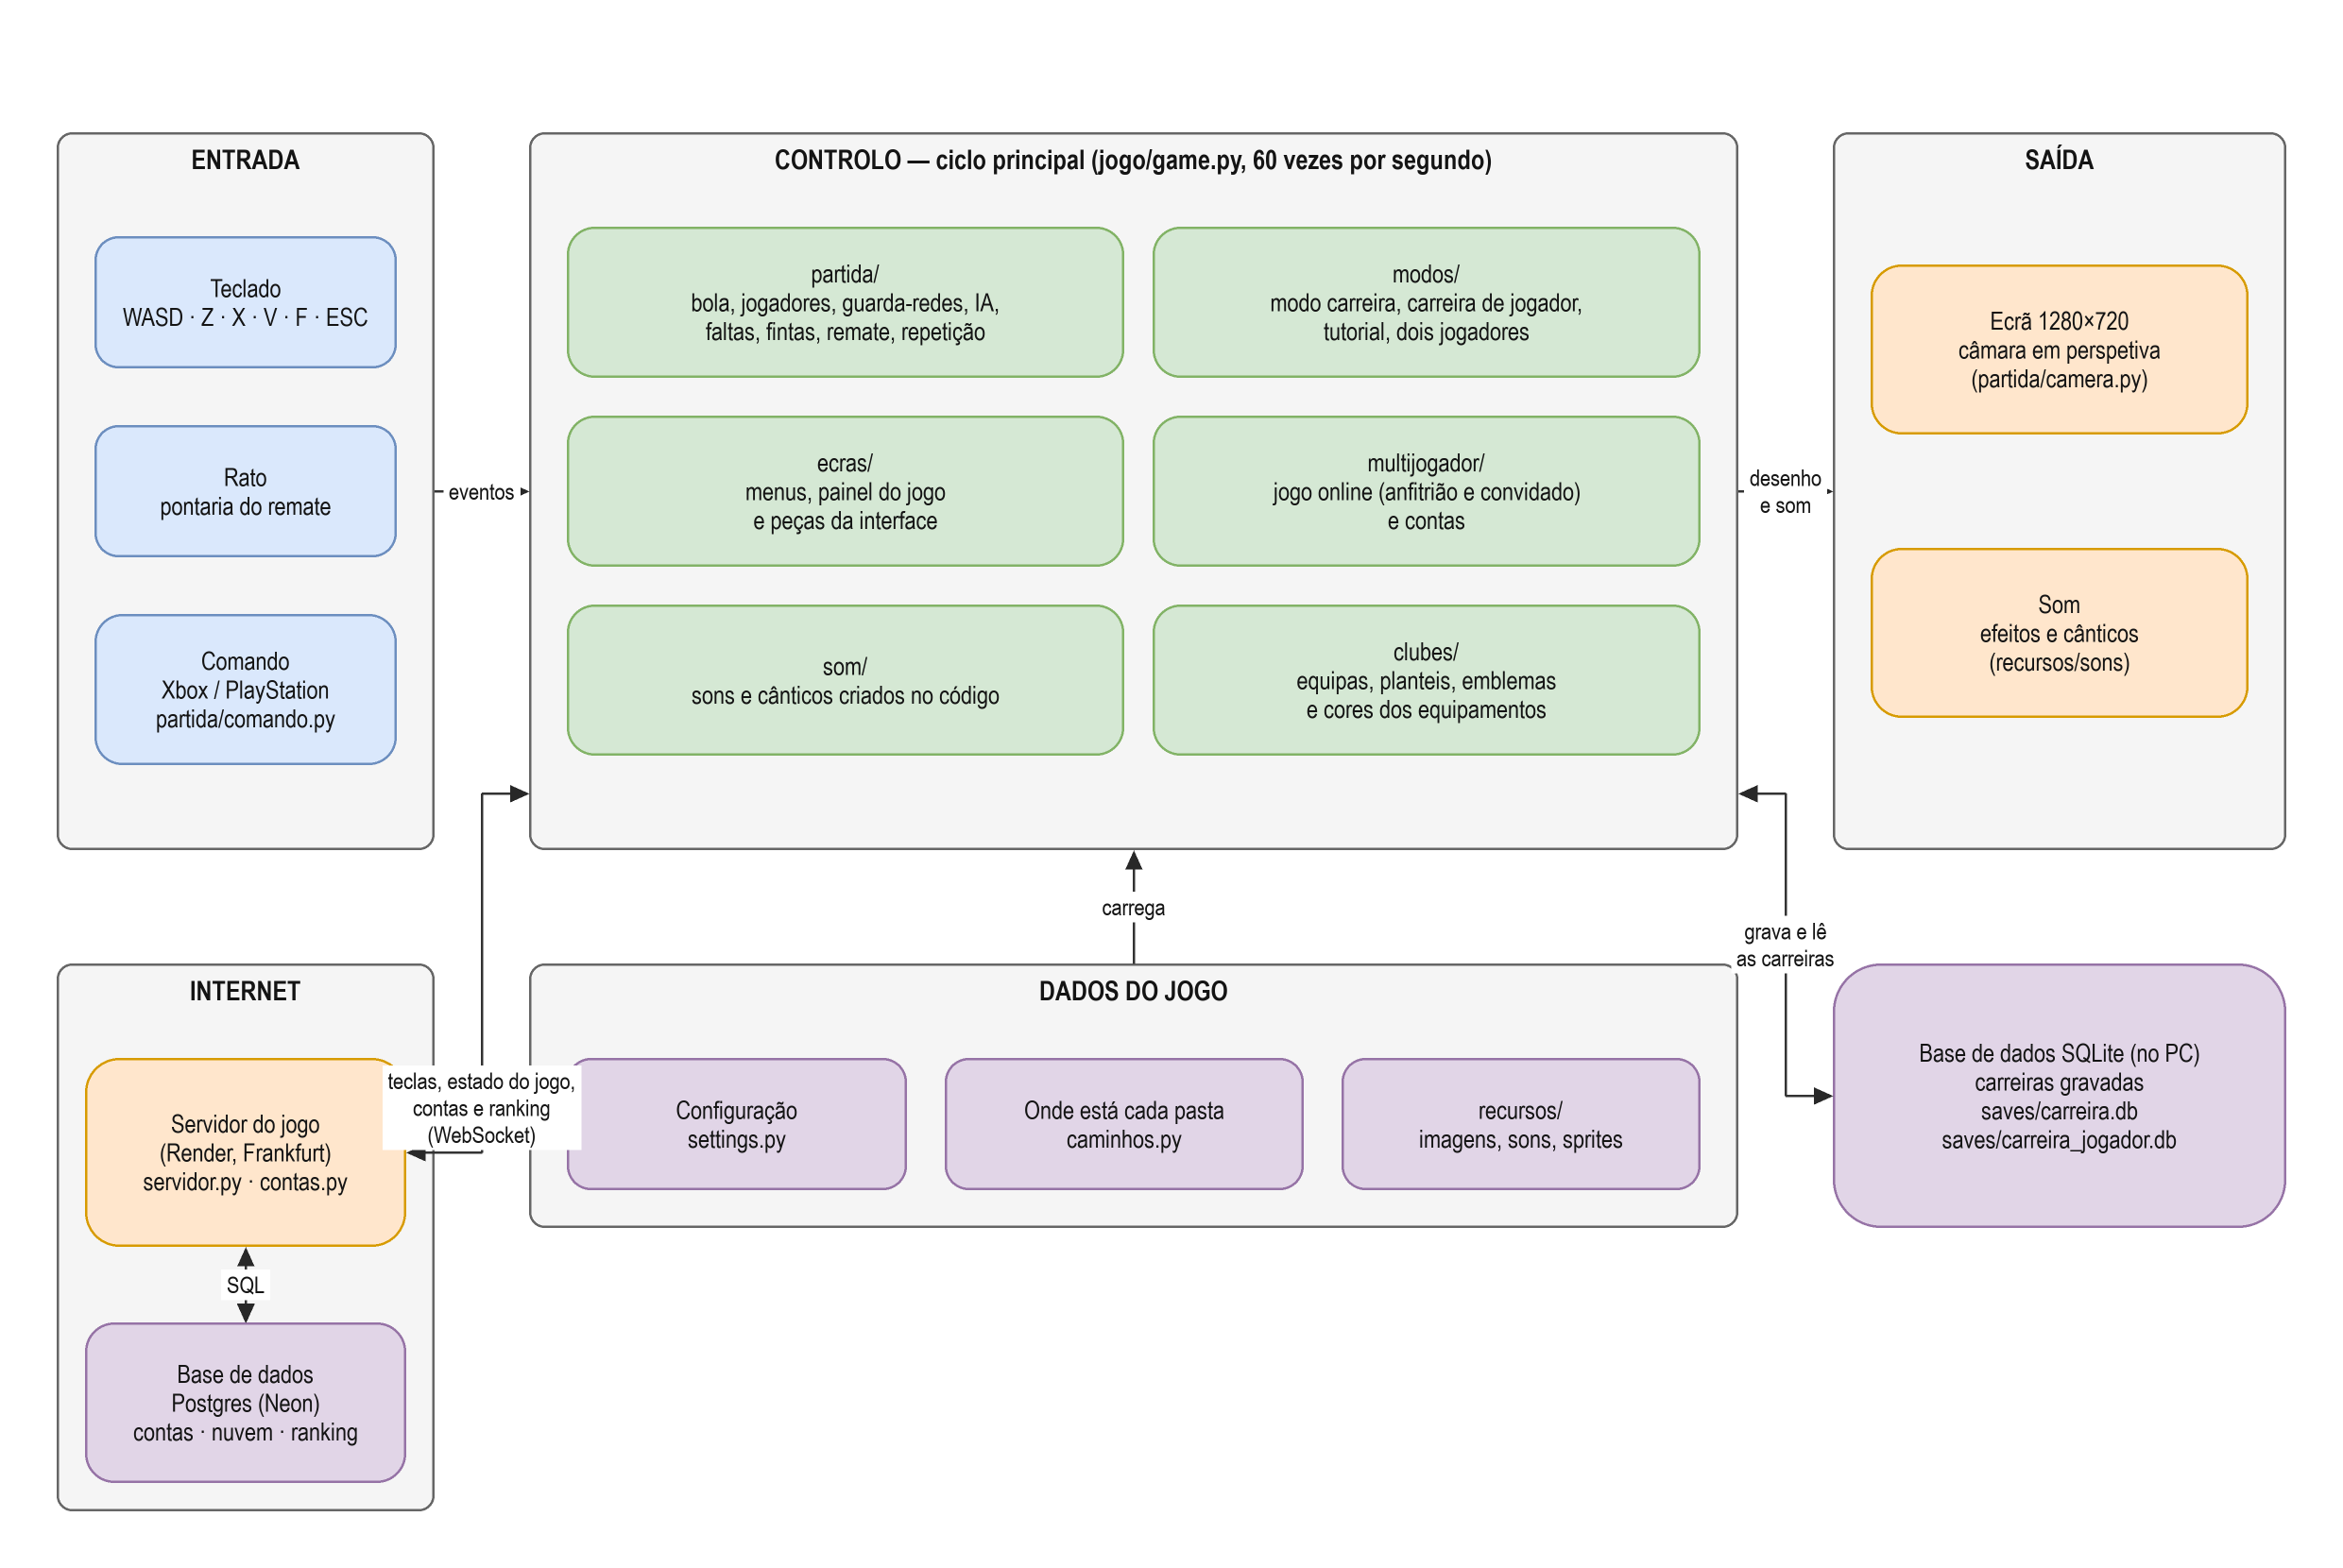 ENTRADA
Teclado
WASD · Z · X · V · F · ESC
Rato
pontaria do remate
Comando
Xbox / PlayStation
partida/comando.py
eventos
CONTROLO — ciclo principal (jogo/game.py, 60 vezes por segundo)
partida/
bola, jogadores, guarda-redes, IA,
faltas, fintas, remate, repetição
modos/
modo carreira, carreira de jogador,
tutorial, dois jogadores
ecras/
menus, painel do jogo
e peças da interface
multijogador/
jogo online (anfitrião e convidado)
e contas
som/
sons e cânticos criados no código
clubes/
equipas, planteis, emblemas
e cores dos equipamentos
desenho
e som
SAÍDA
Ecrã 1280×720
câmara em perspetiva
(partida/camera.py)
Som
efeitos e cânticos
(recursos/sons)
carrega
grava e lê
as carreiras
INTERNET
Servidor do jogo
(Render, Frankfurt)
servidor.py · contas.py
SQL
Base de dados
Postgres (Neon)
contas · nuvem · ranking
teclas, estado do jogo,
contas e ranking
(WebSocket)
DADOS DO JOGO
Configuração
settings.py
Onde está cada pasta
caminhos.py
recursos/
imagens, sons, sprites
Base de dados SQLite (no PC)
carreiras gravadas
saves/carreira.db
saves/carreira_jogador.db